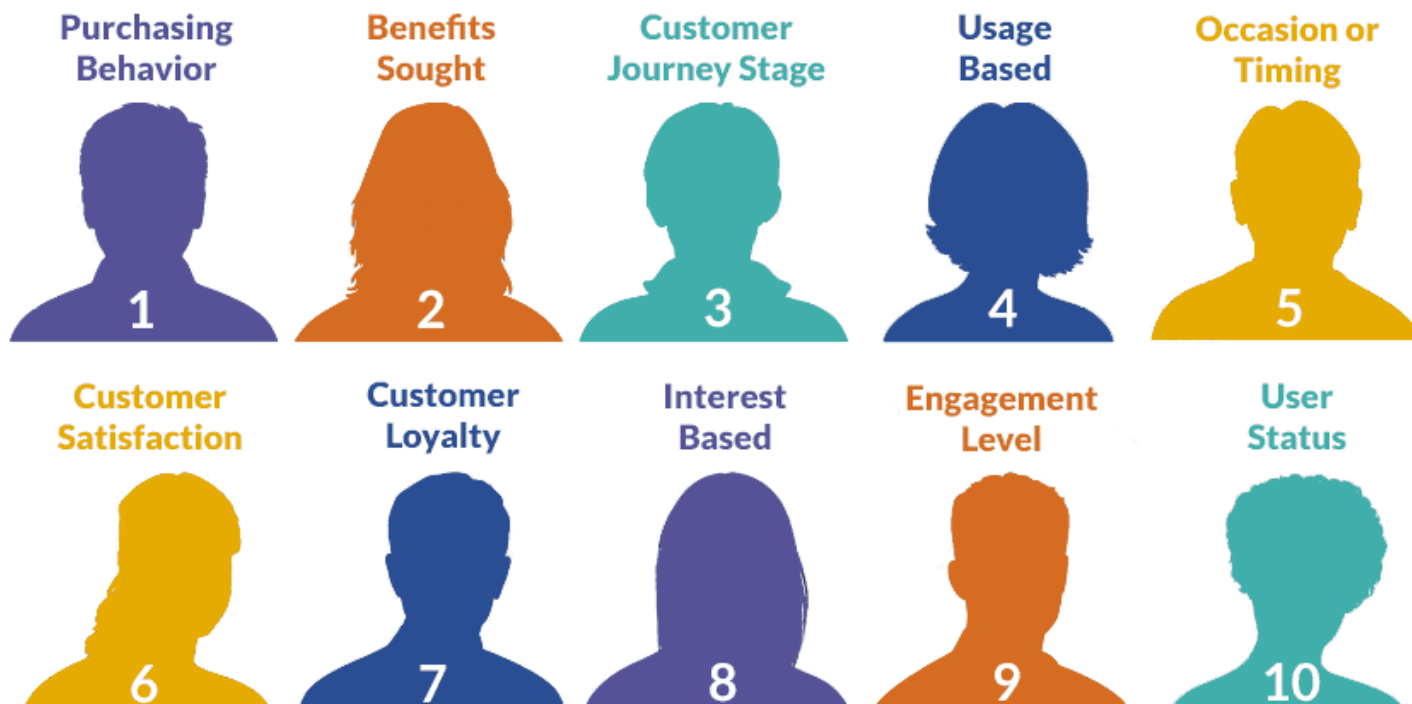 Purchasing
Behavior
1
Benefits
Sought
2
Customer
Journey Stage
3
Usage
Based
4
Occasion or
Timing
5
Customer
Satisfaction
6
Customer
Loyalty
7
Interest
Based
8
Engagement
Level
9
User
Status
10